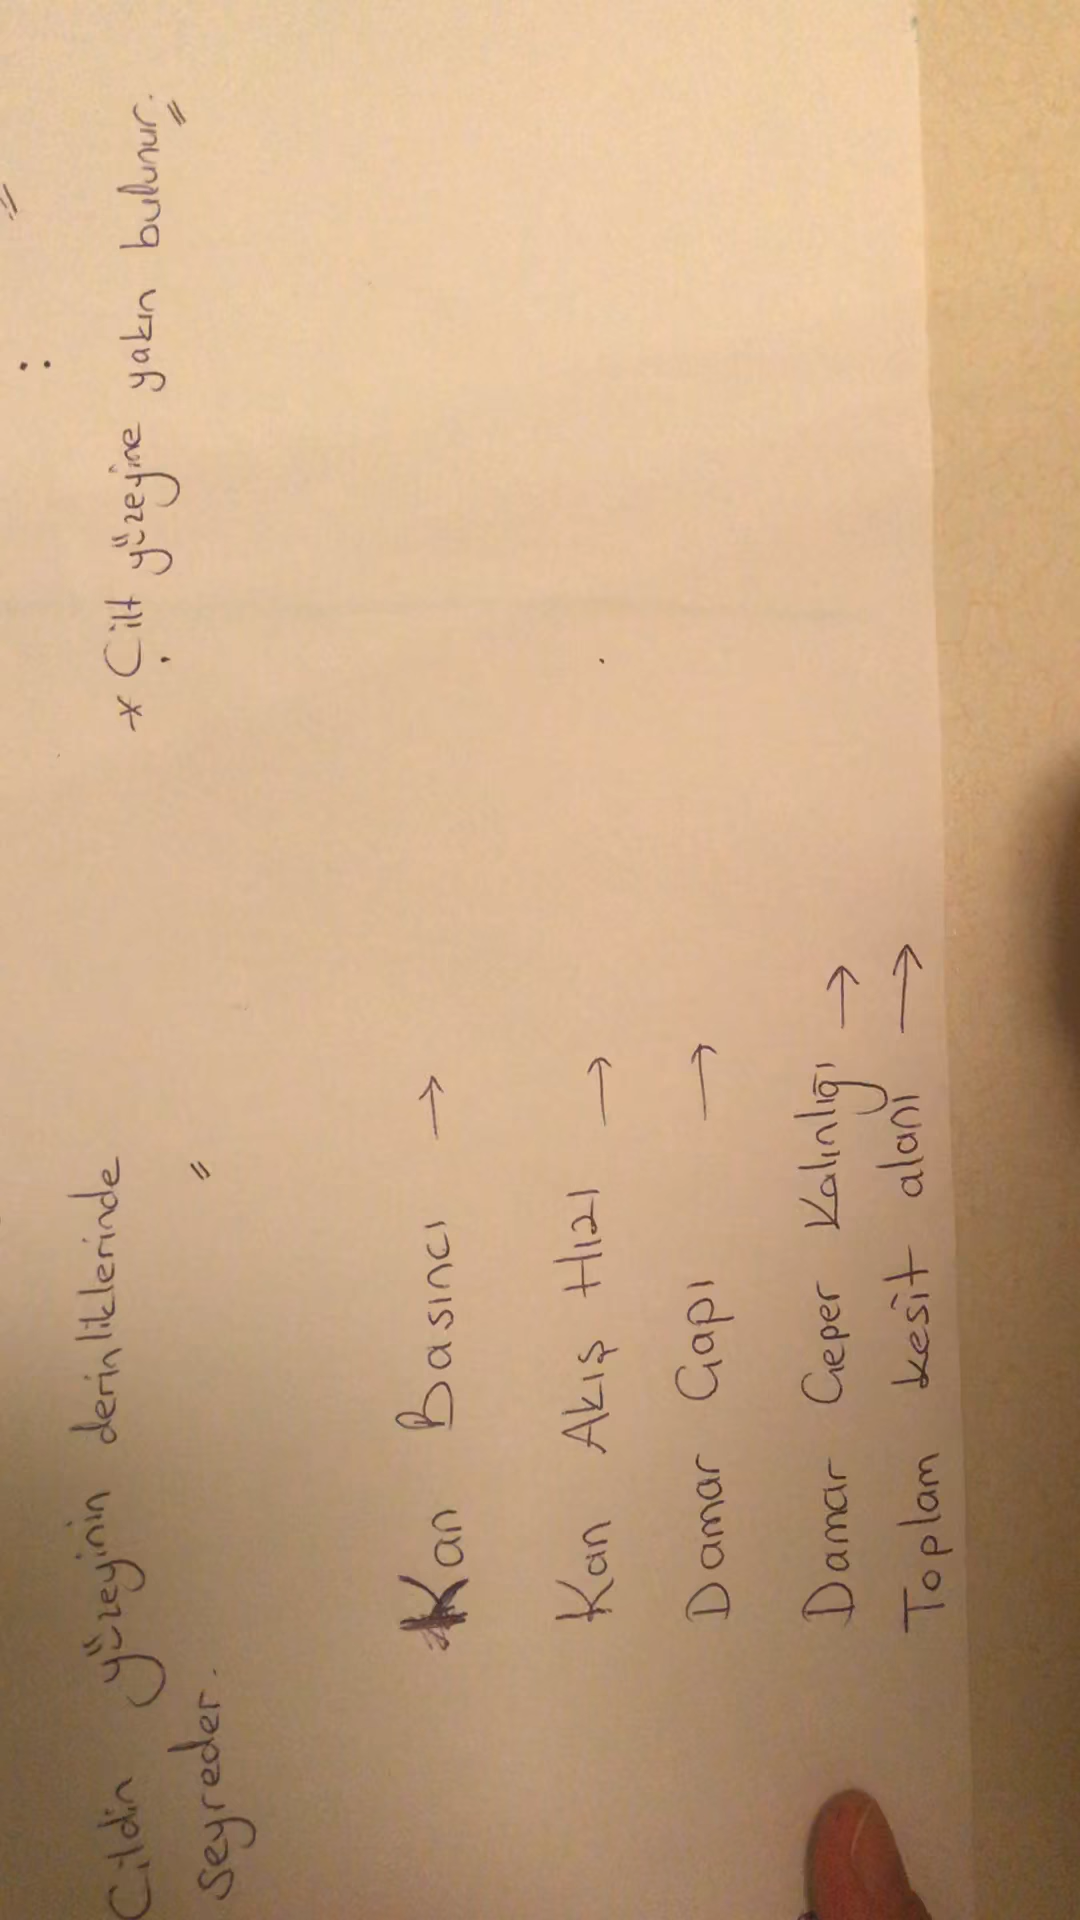 Cildin yüzeyinin derinliklerinde
seyreder.
* Cilt yüzeyine yakın bulunur.
Kan Basıncı →
Kan Akış Hızı →
Damar Çapı →
Damar Çeper Kalınlığı →
Toplam kesit alanı →